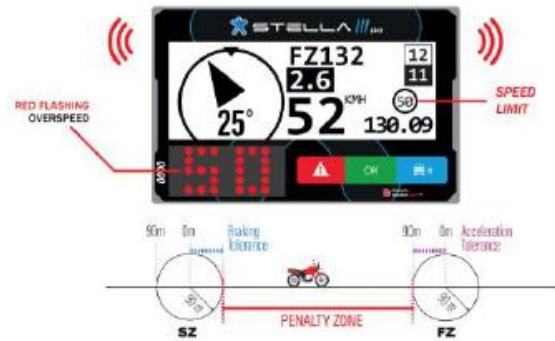 STELLA III
FZ132
12
11
2.6
KMH
50
SPEED
LIMIT
52
25°
130.09
RED FLASHING
OVERSPEED
50
OK
90m 0m Braking
Tolerance
90m 0m Acceleration
Tolerance
90 m
90 m
PENALTY ZONE
SZ
FZ